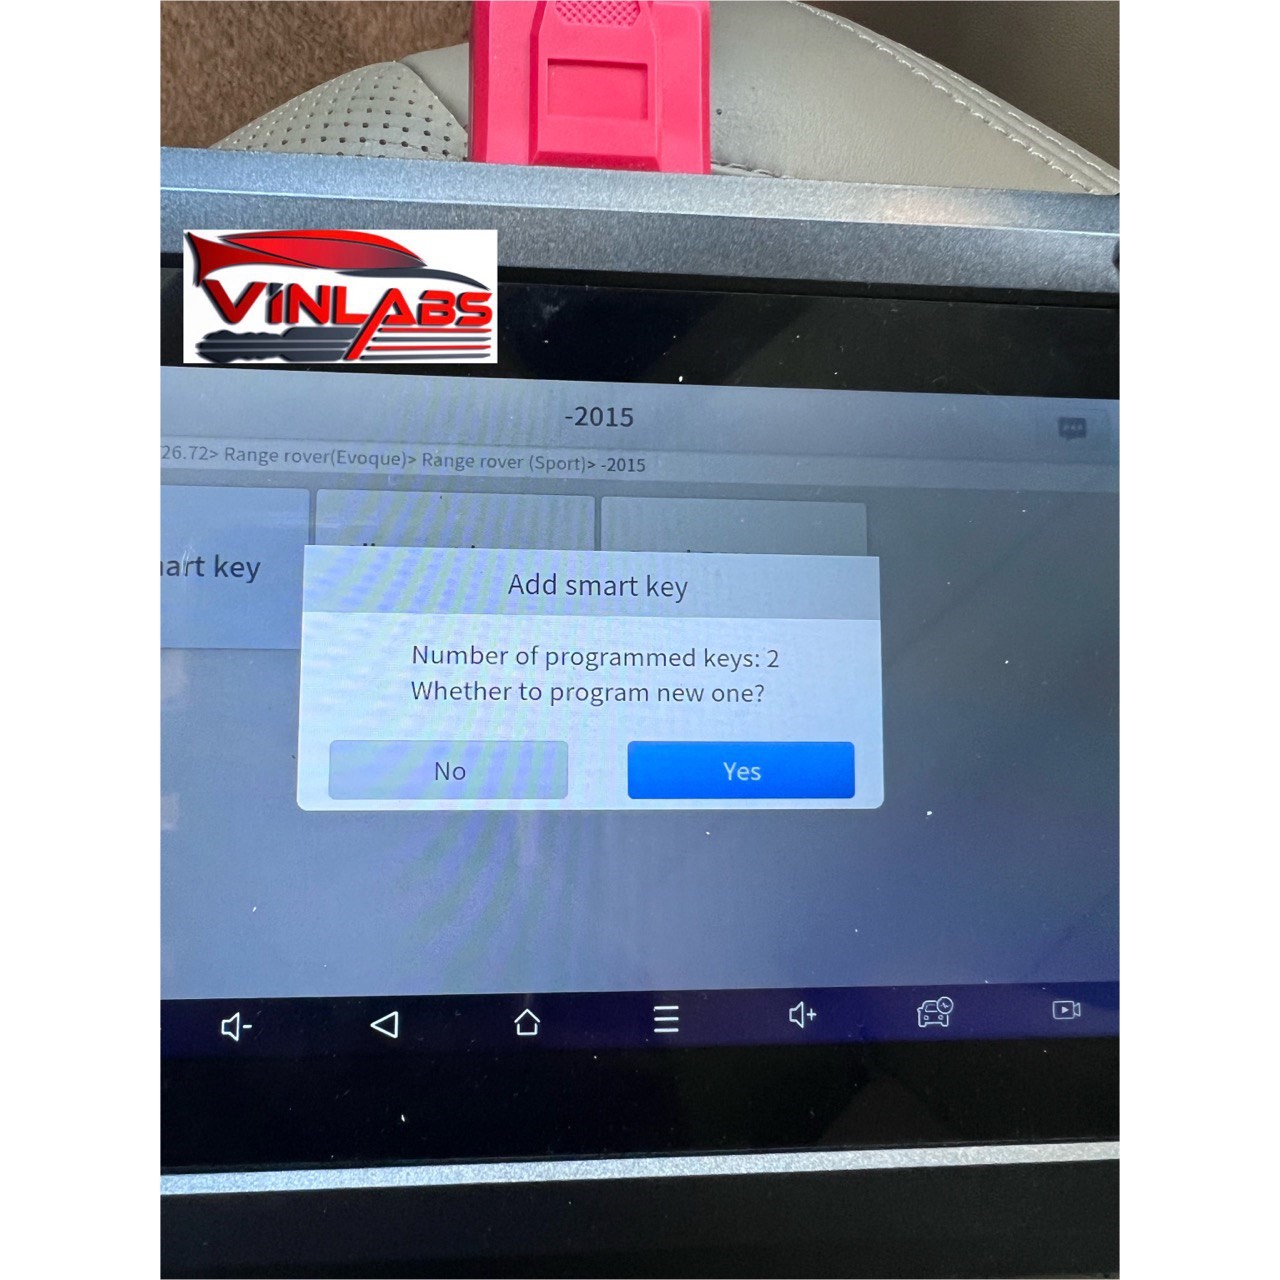 VINLABS
-2015
26.72> Range rover(Evoque)> Range rover (Sport)> -2015
art key
Add smart key
Number of programmed keys: 2
Whether to program new one?
No
Yes